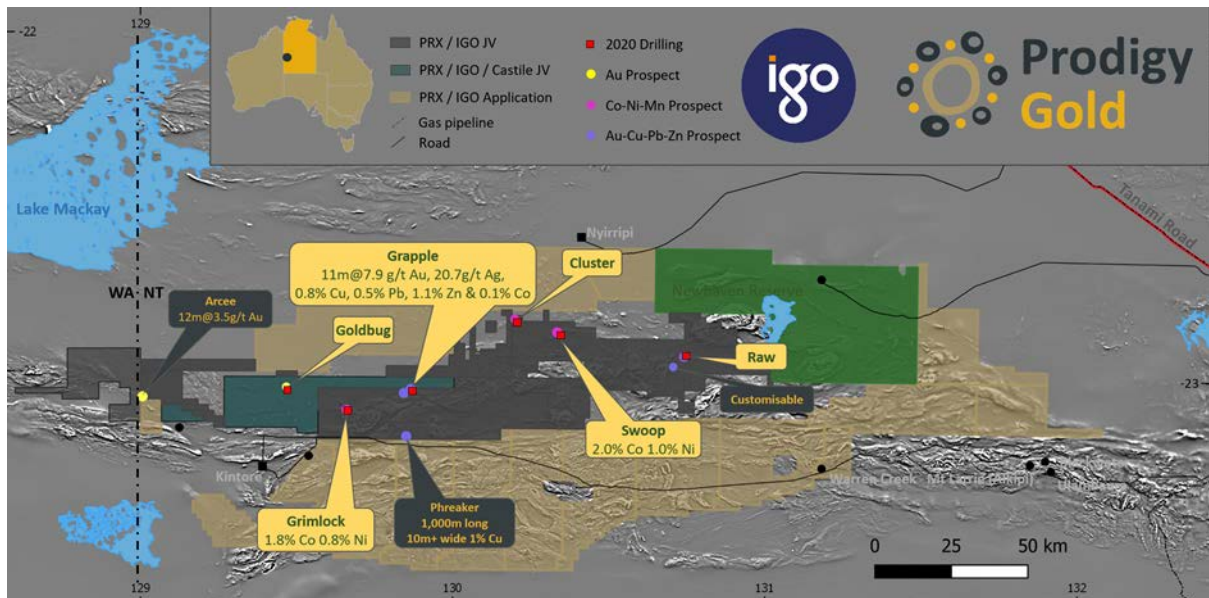 -22
129
PRX / IGO JV
PRX / IGO / Castile JV
PRX / IGO Application
Gas pipeline
Road
2020 Drilling
Au Prospect
Co-Ni-Mn Prospect
Au-Cu-Pb-Zn Prospect
igo
Prodigy
Gold
Lake Mackay
Tanami Road
Nyirripi
Grapple
11m@7.9 g/t Au, 20.7g/t Ag,
0.8% Cu, 0.5% Pb, 1.1% Zn & 0.1% Co
Cluster
WA NT
Arcee
12m@3.5g/t Au
Newhaven Reserve
Goldbug
Raw
-23
Customisable
Swoop
2.0% Co 1.0% Ni
Kintore
Warren Creek
Grimlock
1.8% Co 0.8% Ni
Phreaker
1,000m long
10m+ wide 1% Cu
0 25 50 km
129
130
131
132